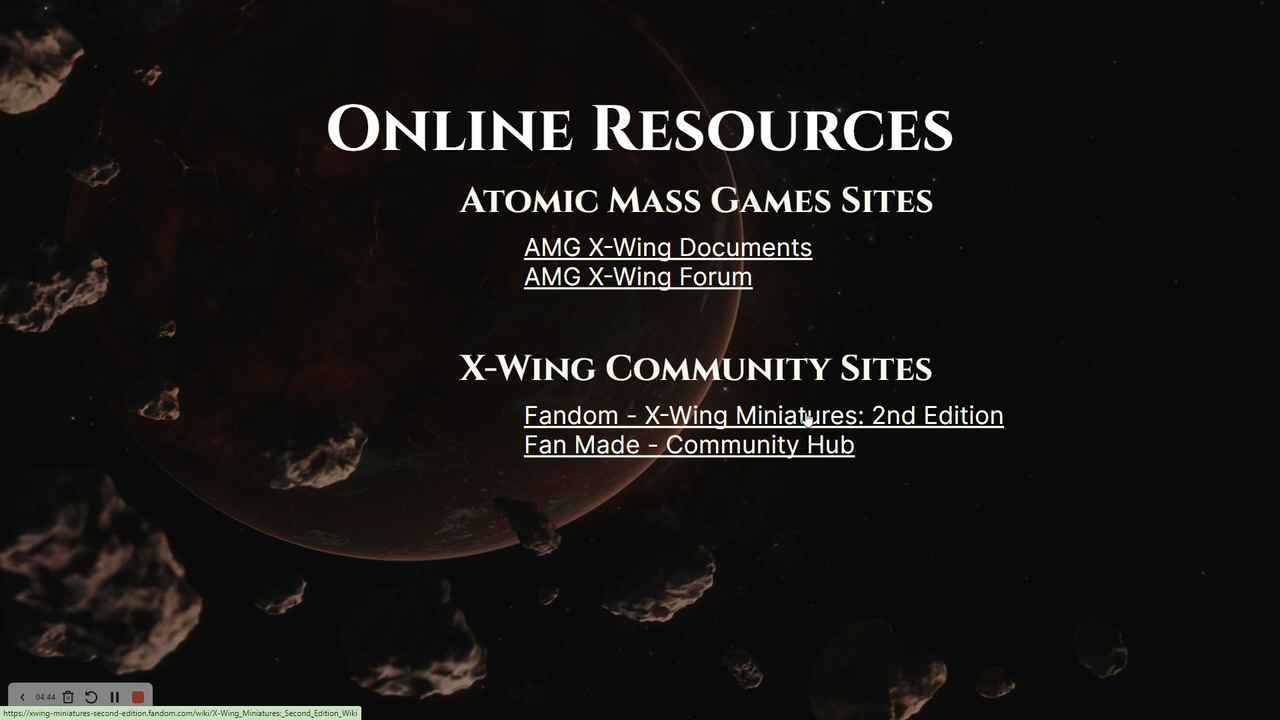 Online Resources
Atomic Mass Games Sites
AMG X-Wing Documents
AMG X-Wing Forum
X-Wing Community Sites
Fandom - X-Wing Miniatures: 2nd Edition
Fan Made - Community Hub
04:44
https://xwing-miniatures-second-edition.fandom.com/wiki/X-Wing_Miniatures:_Second_Edition_Wiki